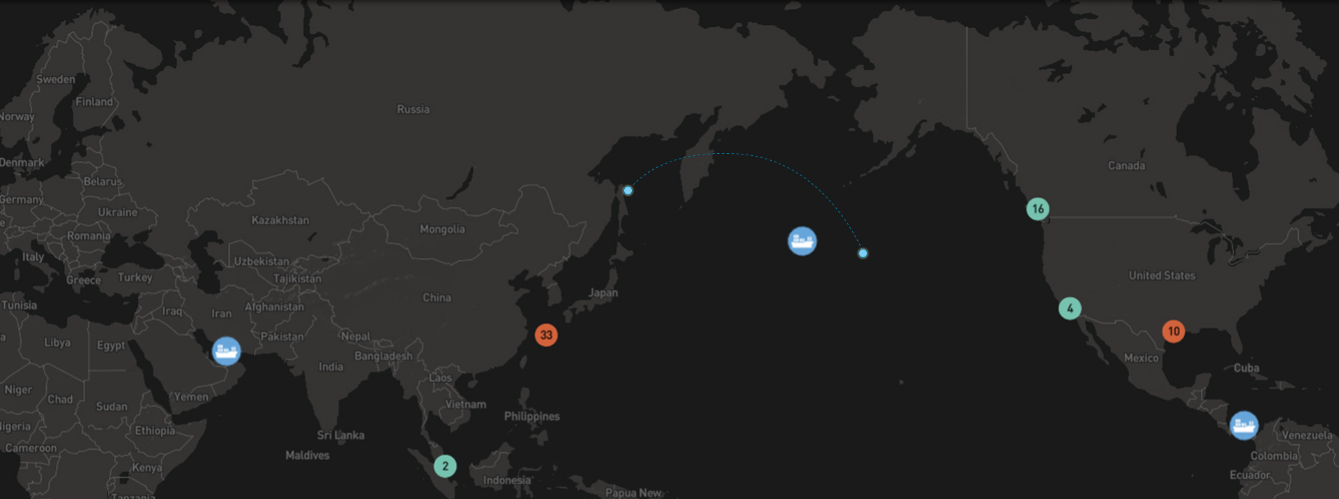 Sweden
Finland
Norway
Russia
Denmark
Canada
Belarus
Germany
16
Ukraine
Kazakhstan
Mongolia
Romania
Italy
Uzbekistan
United States
Turkey
Greece
Tajikistan
Japan
China
Tunisia
Afghanistan
Iraq
Iran
4
10
33
Pakistan
Nepal
Libya
Egypt
Bangladesh
Mexico
India
Cuba
Laos
Niger
Yemen
Chad
Sudan
Vietnam
Philippines
Nigeria
Ethiopia
Sri Lanka
Venezuela
Cameroon
Maldives
Colombia
Kenya
2
Indonesia
Ecuador
Papua New
Tanzania